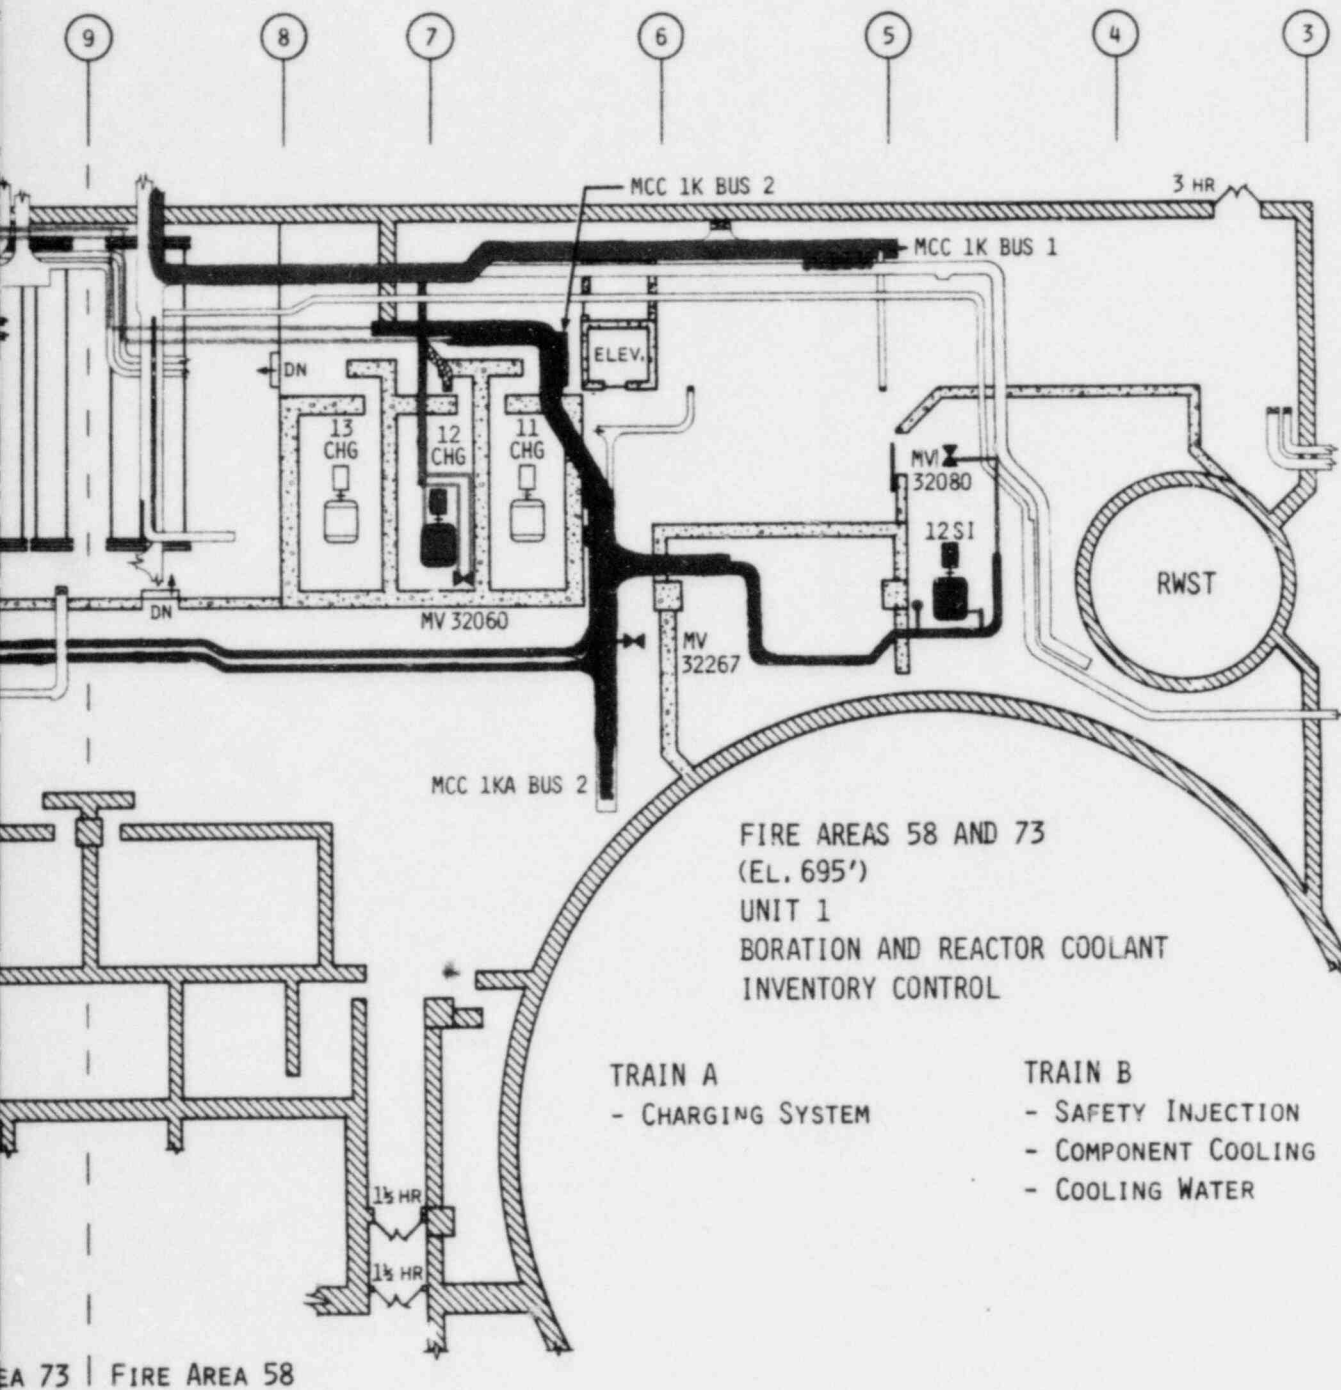 9 8 7 6 5 4 3
MCC 1K BUS 2
3 HR
MCC 1K BUS 1
ELEV.
DN
13
CHG
12
CHG
11
CHG
MV
32080
12 SI
RWST
DN
MV 32060
MV
32267
MCC 1KA BUS 2
FIRE AREAS 58 AND 73
(EL. 695')
UNIT 1
BORATION AND REACTOR COOLANT
INVENTORY CONTROL
TRAIN A
- CHARGING SYSTEM
TRAIN B
- SAFETY INJECTION
- COMPONENT COOLING
- COOLING WATER
1½ HR
1½ HR
EA 73 | FIRE AREA 58